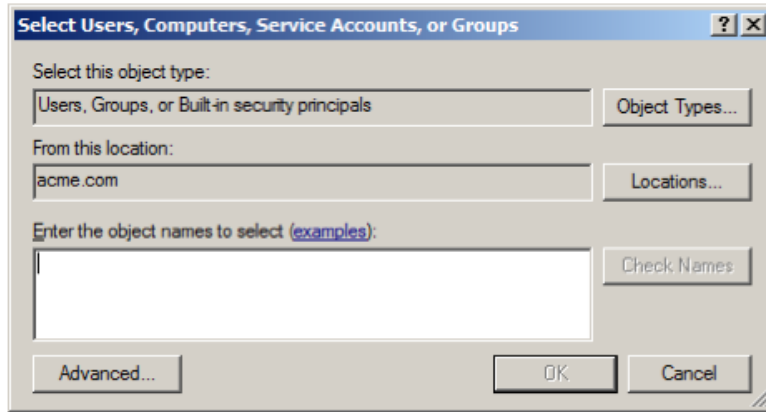 Select Users, Computers, Service Accounts, or Groups
Select this object type:
Users, Groups, or Built-in security principals
Object Types...
From this location:
acme.com
Locations...
Enter the object names to select (examples):
Check Names
Advanced...
OK
Cancel